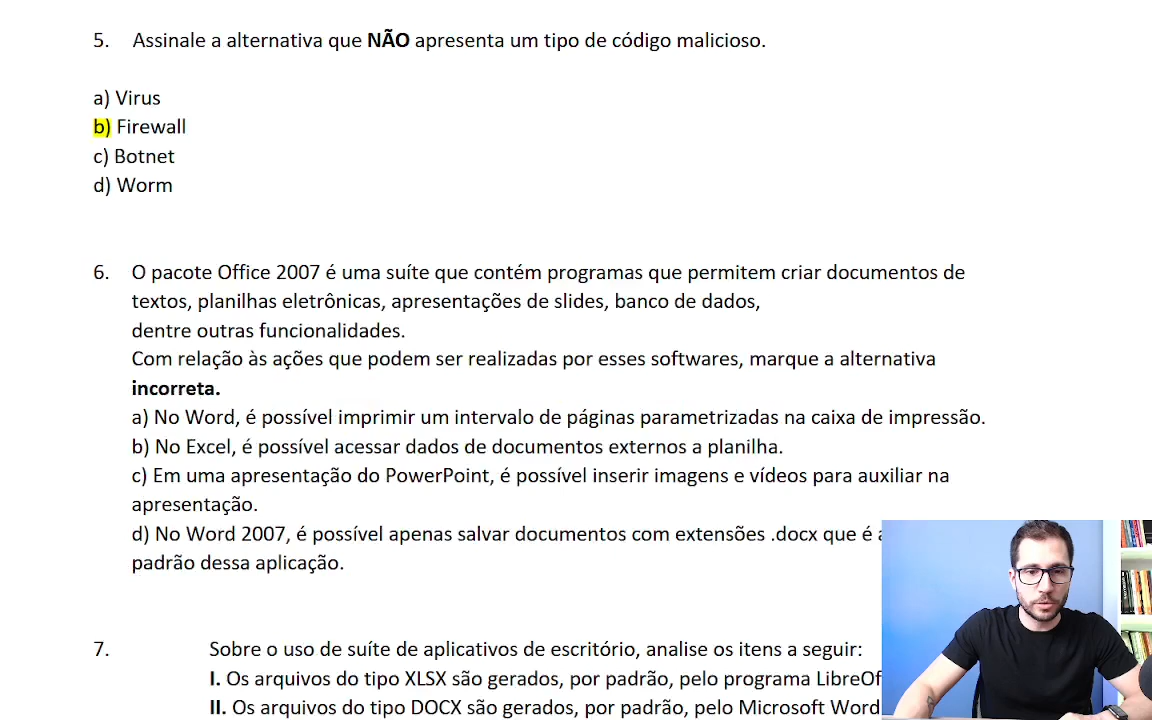 5. Assinale a alternativa que NÃO apresenta um tipo de código malicioso.
a) Virus
b) Firewall
c) Botnet
d) Worm
6. O pacote Office 2007 é uma suíte que contém programas que permitem criar documentos de
textos, planilhas eletrônicas, apresentações de slides, banco de dados,
dentre outras funcionalidades.
Com relação às ações que podem ser realizadas por esses softwares, marque a alternativa
incorreta.
a) No Word, é possível imprimir um intervalo de páginas parametrizadas na caixa de impressão.
b) No Excel, é possível acessar dados de documentos externos a planilha.
c) Em uma apresentação do PowerPoint, é possível inserir imagens e vídeos para auxiliar na
apresentação.
d) No Word 2007, é possível apenas salvar documentos com extensões .docx que é
padrão dessa aplicação.
7. Sobre o uso de suíte de aplicativos de escritório, analise os itens a seguir:
I. Os arquivos do tipo XLSX são gerados, por padrão, pelo programa LibreOf
II. Os arquivos do tipo DOCX são gerados, por padrão, pelo Microsoft Word